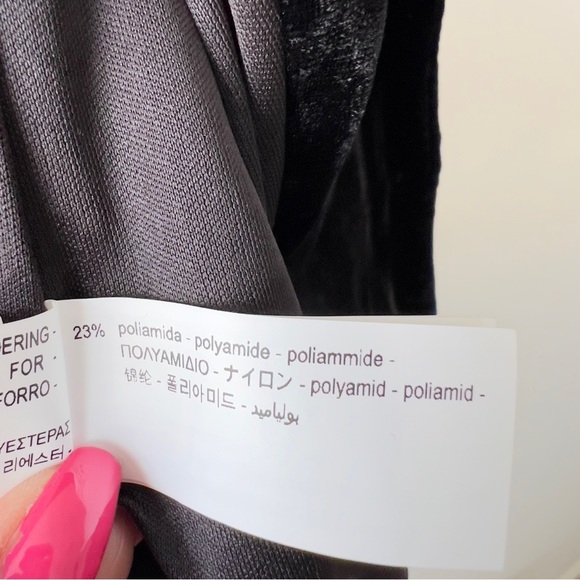 DERING -
FOR -
FORRO -
ΥΕΣΤΕΡΑΣ
리에스터 -
23% poliamida - polyamide - poliammide -
ΠΟΛΥΑΜΙΔΙΟ - ナイロン - polyamid - poliamid -
锦纶 - 폴리아미드 - بولياميد